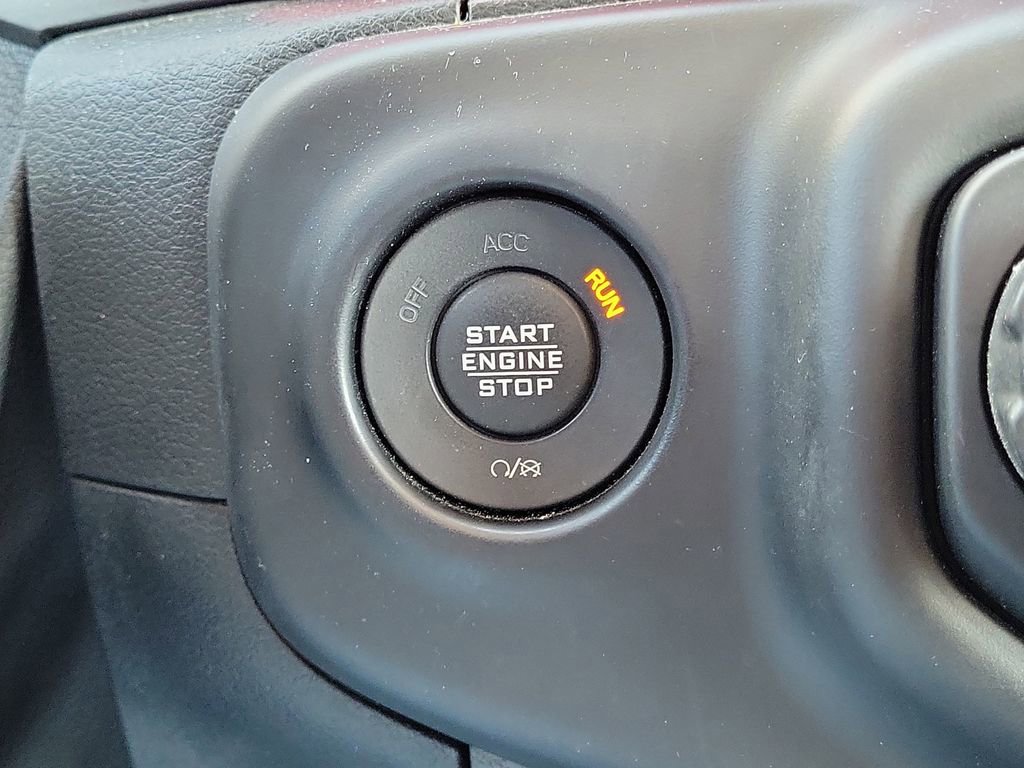 ACC
OFF
RUN
START
ENGINE
STOP